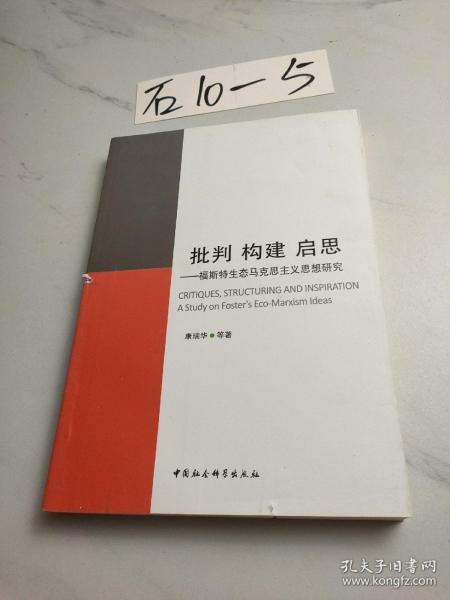 石10-5
批判 构建 启思
——福斯特生态马克思主义思想研究
CRITIQUES, STRUCTURING AND INSPIRATION
A Study on Foster's Eco-Marxism Ideas
康瑞华●等著
中国社会科学出版社
孔夫子旧书网
www.kongfz.com